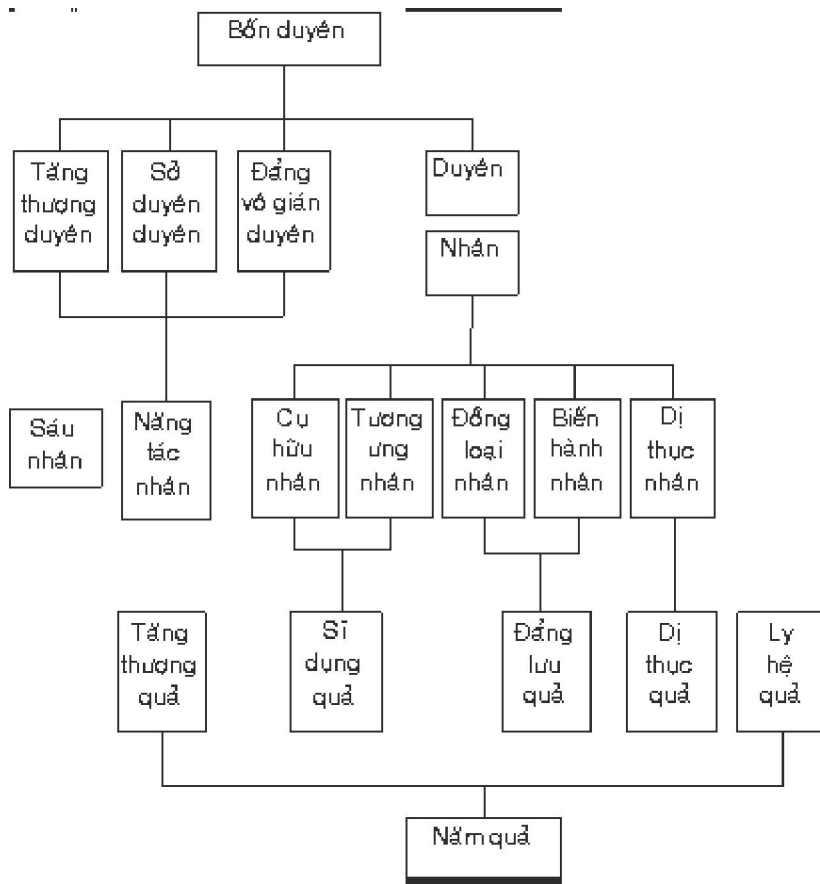 Bốn duyên
Tăng
thượng
duyên
Sở
duyên
duyên
Đẳng
vô gián
duyên
Duyên
Nhân
Sáu
nhân
Năng
tác
nhân
Cụ
hữu
nhân
Tương
ưng
nhân
Đồng
loại
nhân
Biến
hành
nhân
Dị
thục
nhân
Tăng
thượng
quả
Sĩ
dụng
quả
Đẳng
lưu
quả
Dị
thục
quả
Ly
hệ
quả
Năm quả